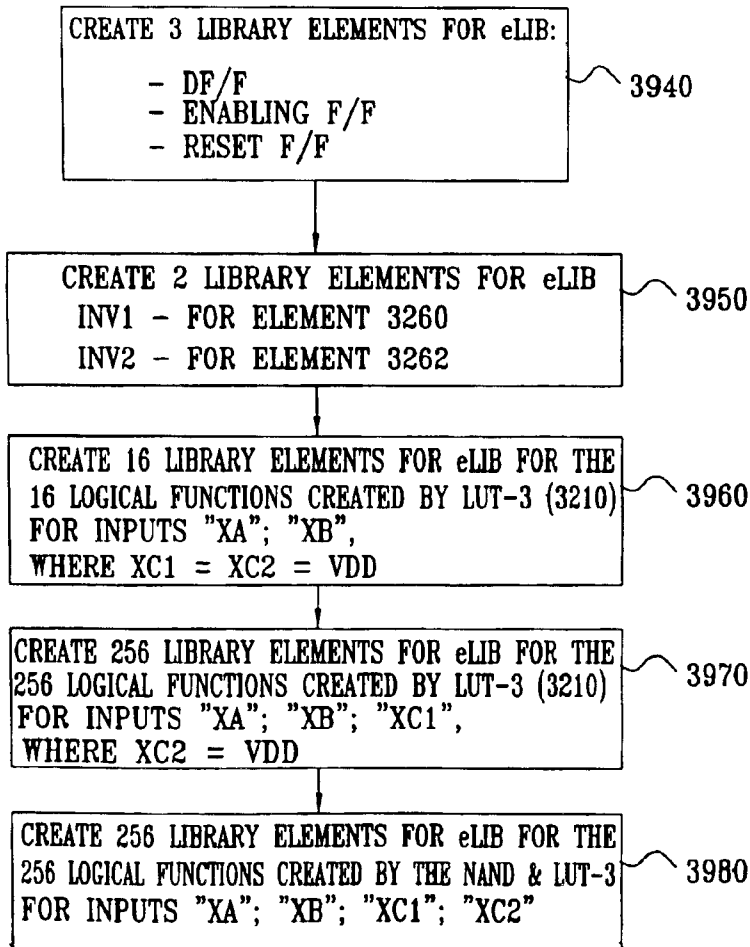 CREATE 3 LIBRARY ELEMENTS FOR eLIB:
- DF/F
- ENABLING F/F
- RESET F/F
3940
CREATE 2 LIBRARY ELEMENTS FOR eLIB
INV1 - FOR ELEMENT 3260
INV2 - FOR ELEMENT 3262
3950
CREATE 16 LIBRARY ELEMENTS FOR eLIB FOR THE
16 LOGICAL FUNCTIONS CREATED BY LUT-3 (3210)
FOR INPUTS "XA"; "XB",
WHERE XC1 = XC2 = VDD
3960
CREATE 256 LIBRARY ELEMENTS FOR eLIB FOR THE
256 LOGICAL FUNCTIONS CREATED BY LUT-3 (3210)
FOR INPUTS "XA"; "XB"; "XC1",
WHERE XC2 = VDD
3970
CREATE 256 LIBRARY ELEMENTS FOR eLIB FOR THE
256 LOGICAL FUNCTIONS CREATED BY THE NAND & LUT-3
FOR INPUTS "XA"; "XB"; "XC1"; "XC2"
3980